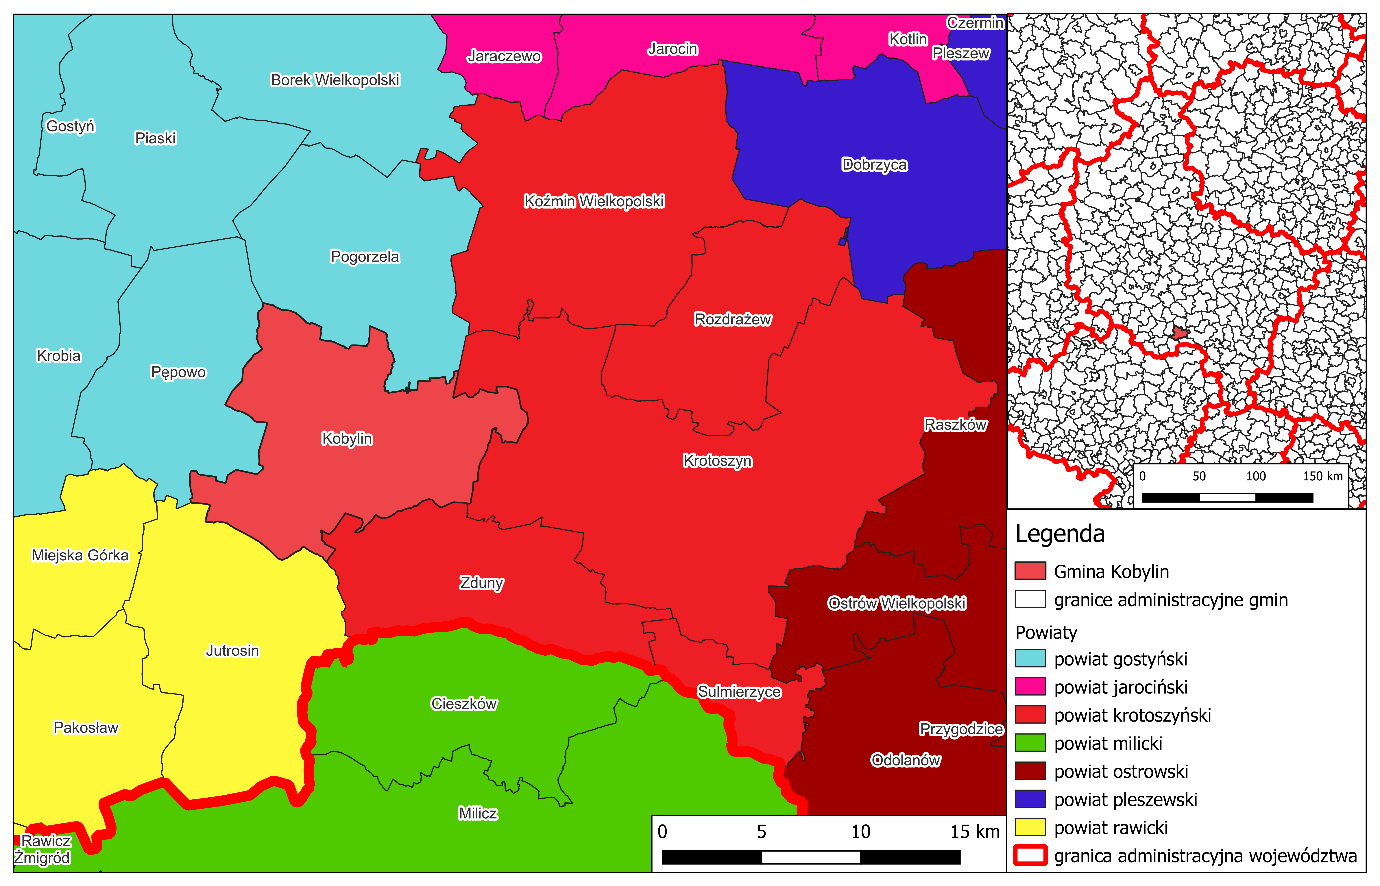 Czermin
Kotlin
Jarocin
Pleszew
Jaraczewo
Borek Wielkopolski
Gostyń
Piaski
Dobrzyca
Koźmin Wielkopolski
Pogorzela
Rozdrażew
Krobia
Pępowo
Raszków
Kobylin
Krotoszyn
Miejska Górka
Zduny
Ostrów Wielkopolski
Jutrosin
Sulmierzyce
Cieszków
Pakosław
Przygodzice
Odolanów
Milicz
Rawicz
Żmigród
0 5 10 15 km
0 50 100 150 km
Legenda
Gmina Kobylin
granice administracyjne gmin
Powiaty
powiat gostyński
powiat jarociński
powiat krotoszyński
powiat milicki
powiat ostrowski
powiat pleszewski
powiat rawicki
granica administracyjna województwa